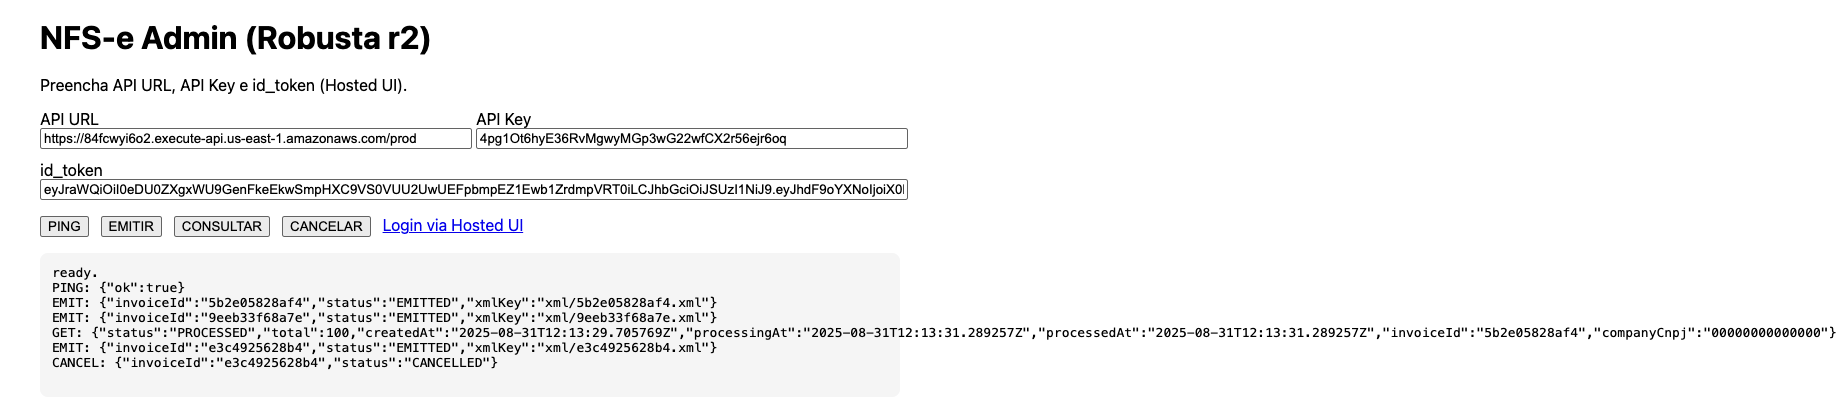 NFS-e Admin (Robusta r2)
Preencha API URL, API Key e id_token (Hosted UI).
API URL API Key
https://84fcwyi6o2.execute-api.us-east-1.amazonaws.com/prod 4pg1Ot6hyE36RvMgwyMGp3wG22wfCX2r56ejr6oq
id_token
eyJraWQiOiI0eDU0ZXgxWU9GenFkeEkwSmpHXC9VS0VUU2UwUEFpbmpEZ1Ewb1ZrdmpVRT0iLCJhbGciOiJSUzI1NiJ9.eyJhdF9oYXNoIjoiX0l
PING EMITIR CONSULTAR CANCELAR Login via Hosted UI
ready.
PING: {"ok":true}
EMIT: {"invoiceId":"5b2e05828af4","status":"EMITTED","xmlKey":"xml/5b2e05828af4.xml"}
EMIT: {"invoiceId":"9eeb33f68a7e","status":"EMITTED","xmlKey":"xml/9eeb33f68a7e.xml"}
GET: {"status":"PROCESSED","total":100,"createdAt":"2025-08-31T12:13:29.705769Z","processingAt":"2025-08-31T12:13:31.289257Z","processedAt":"2025-08-31T12:13:31.289257Z","invoiceId":"5b2e05828af4","companyCnpj":"00000000000000"}
EMIT: {"invoiceId":"e3c4925628b4","status":"EMITTED","xmlKey":"xml/e3c4925628b4.xml"}
CANCEL: {"invoiceId":"e3c4925628b4","status":"CANCELLED"}